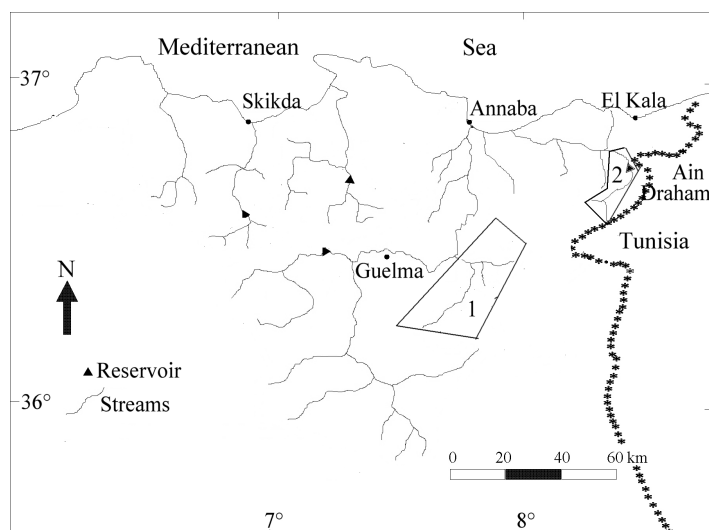 Mediterranean Sea
37°
Skikda
Annaba
El Kala
2
Ain
Draham
Tunisia
N
Guelma
1
Reservoir
36°
Streams
0 20 40 60 km
7° 8°